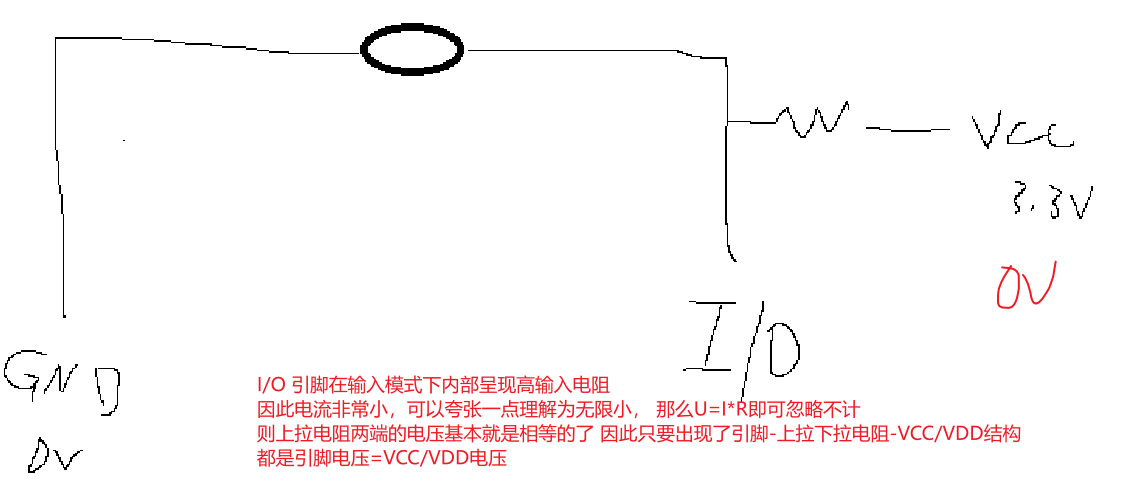 VCC
3.3V
0V
I/O
GND
0V
I/O 引脚在输入模式下内部呈现高输入电阻
因此电流非常小，可以夸张一点理解为无限小， 那么U=I*R即可忽略不计
则上拉电阻两端的电压基本就是相等的了 因此只要出现了引脚-上拉下拉电阻-VCC/VDD结构
都是引脚电压=VCC/VDD电压